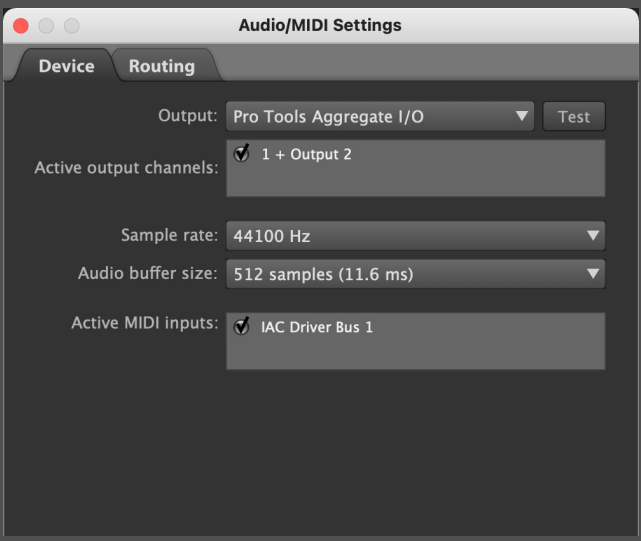 Audio/MIDI Settings
Device Routing
Output: Pro Tools Aggregate I/O Test
Active output channels: 1 + Output 2
Sample rate: 44100 Hz
Audio buffer size: 512 samples (11.6 ms)
Active MIDI inputs: IAC Driver Bus 1